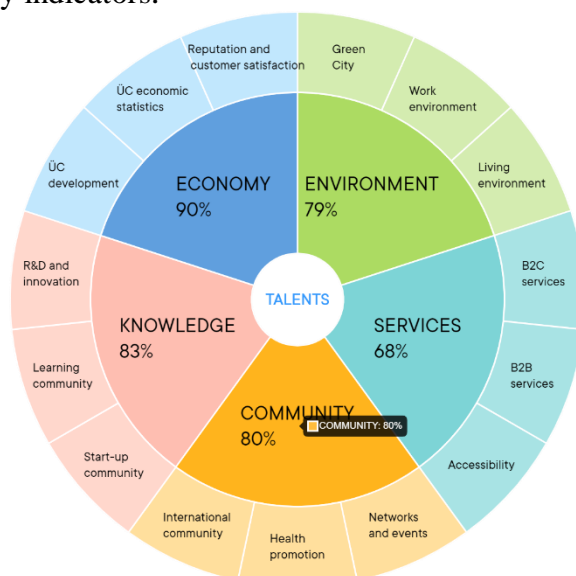 y indicators.
Reputation and
customer satisfaction
Green
City
ÜC economic
statistics
Work
environment
ÜC
development
Living
environment
ECONOMY
90%
ENVIRONMENT
79%
R&D and
innovation
B2C
services
TALENTS
KNOWLEDGE
83%
SERVICES
68%
Learning
community
B2B
services
COMMUNITY
80%
COMMUNITY: 80%
Start-up
community
Accessibility
International
community
Health
promotion
Networks
and events